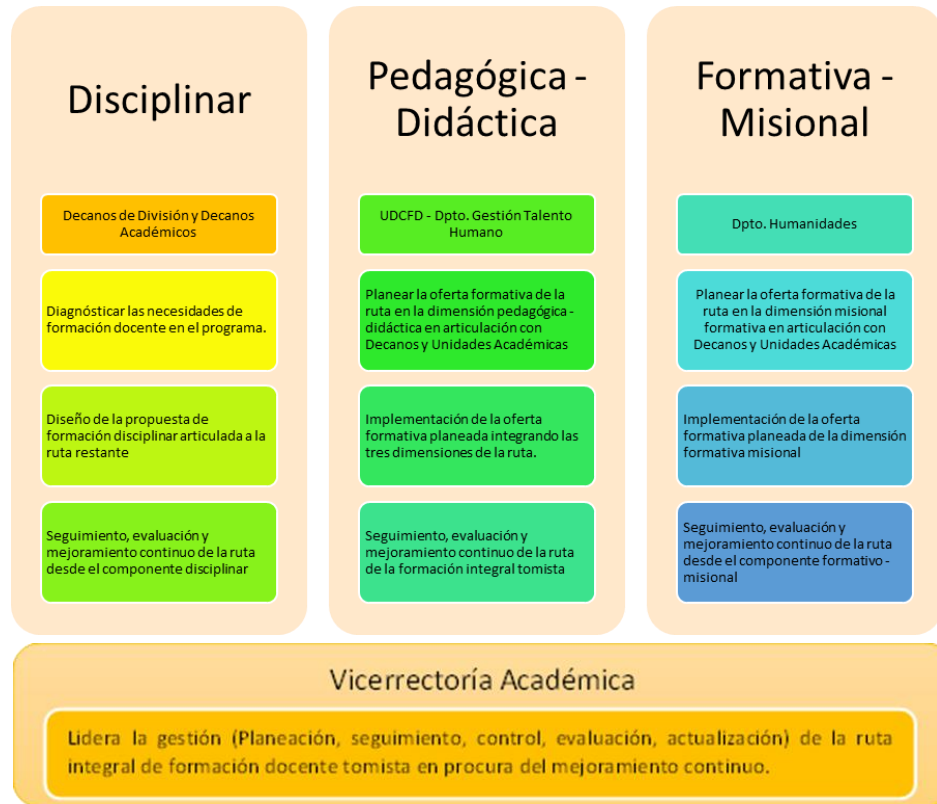 Disciplinar
Decanos de División y Decanos
Académicos
Diagnósticar las necesidades de
formación docente en el programa.
Diseño de la propuesta de
formación disciplinar articulada a la
ruta restante
Seguimiento, evaluación y
mejoramiento continuo de la ruta
desde el componente disciplinar
Pedagógica -
Didáctica
UDCFD - Dpto. Gestión Talento
Humano
Planear la oferta formativa de la
ruta en la dimensión pedagógica -
didáctica en articulación con
Decanos y Unidades Académicas
Implementación de la oferta
formativa planeada integrando las
tres dimensiones de la ruta.
Seguimiento, evaluación y
mejoramiento continuo de la ruta
de la formación integral tomista
Formativa -
Misional
Dpto. Humanidades
Planear la oferta formativa de la
ruta en la dimensión misional
formativa en articulación con
Decanos y Unidades Académicas
Implementación de la oferta
formativa planeada de la dimensión
formativa misional
Seguimiento, evaluación y
mejoramiento continuo de la ruta
desde el componente formativo -
misional
Vicerrectoría Académica
Lidera la gestión (Planeación, seguimiento, control, evaluación, actualización) de la ruta
integral de formación docente tomista en procura del mejoramiento continuo.